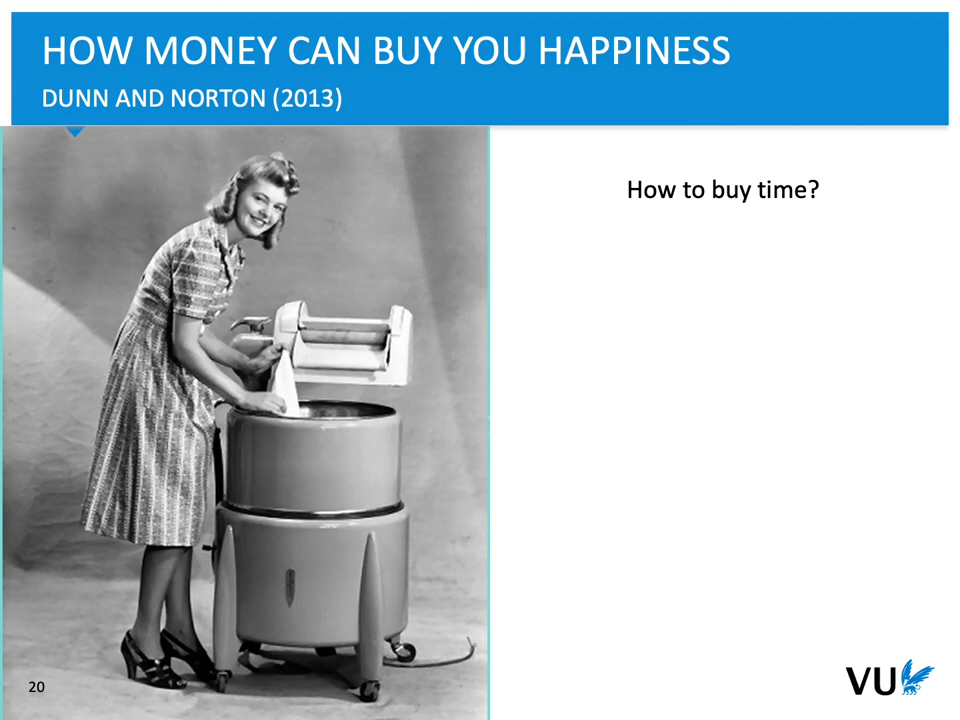 HOW MONEY CAN BUY YOU HAPPINESS
DUNN AND NORTON (2013)
How to buy time?
20
VU